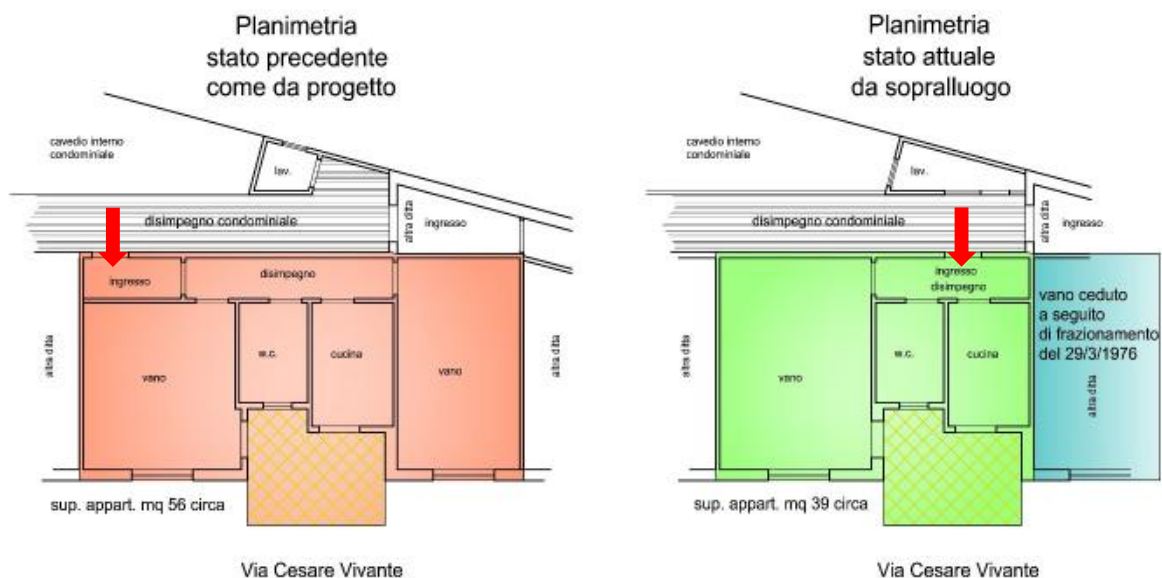 Planimetria
stato precedente
come da progetto
cavedio interno
condominiale
lav.
disimpegno condominiale
altra ditta
ingresso
ingresso
disimpegno
altra ditta
vano
w.c.
cucina
vano
altra ditta
sup. appart. mq 56 circa
Via Cesare Vivante
Planimetria
stato attuale
da sopralluogo
cavedio interno
condominiale
lav.
disimpegno condominiale
altra ditta
ingresso
ingresso
disimpegno
vano ceduto
a seguito
di frazionamento
del 29/3/1976
altra ditta
vano
w.c.
cucina
altra ditta
sup. appart. mq 39 circa
Via Cesare Vivante